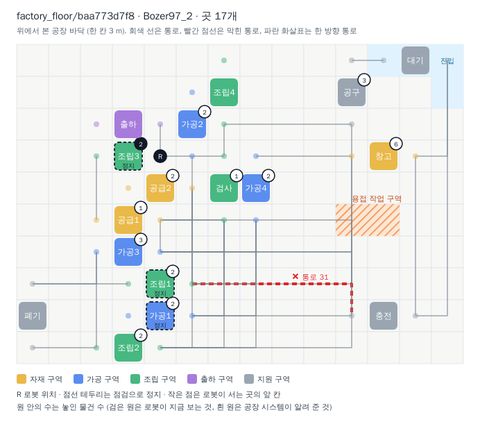 factory_floor/baa773d7f8 · Bozer97_2 · 곳 17개
위에서 본 공장 바닥 (한 칸 3 m). 회색 선은 통로, 빨간 점선은 막힌 통로, 파란 화살표는 한 방향 통로
대기
진입
3
공구
조립4
2
출하
가공2
2
조립3
정지
R
6
창고
2
공급2
1
검사
2
가공4
용접 작업 구역
1
공급1
3
가공3
2
조립1
정지
✖ 통로 31
폐기
2
가공1
정지
충전
2
조립2
자재 구역
가공 구역
조립 구역
출하 구역
지원 구역
R 로봇 위치 · 점선 테두리는 점검으로 정지 · 작은 점은 로봇이 서는 곳의 앞 칸
원 안의 수는 놓인 물건 수 (검은 원은 로봇이 지금 보는 것, 흰 원은 공장 시스템이 알려 준 것)